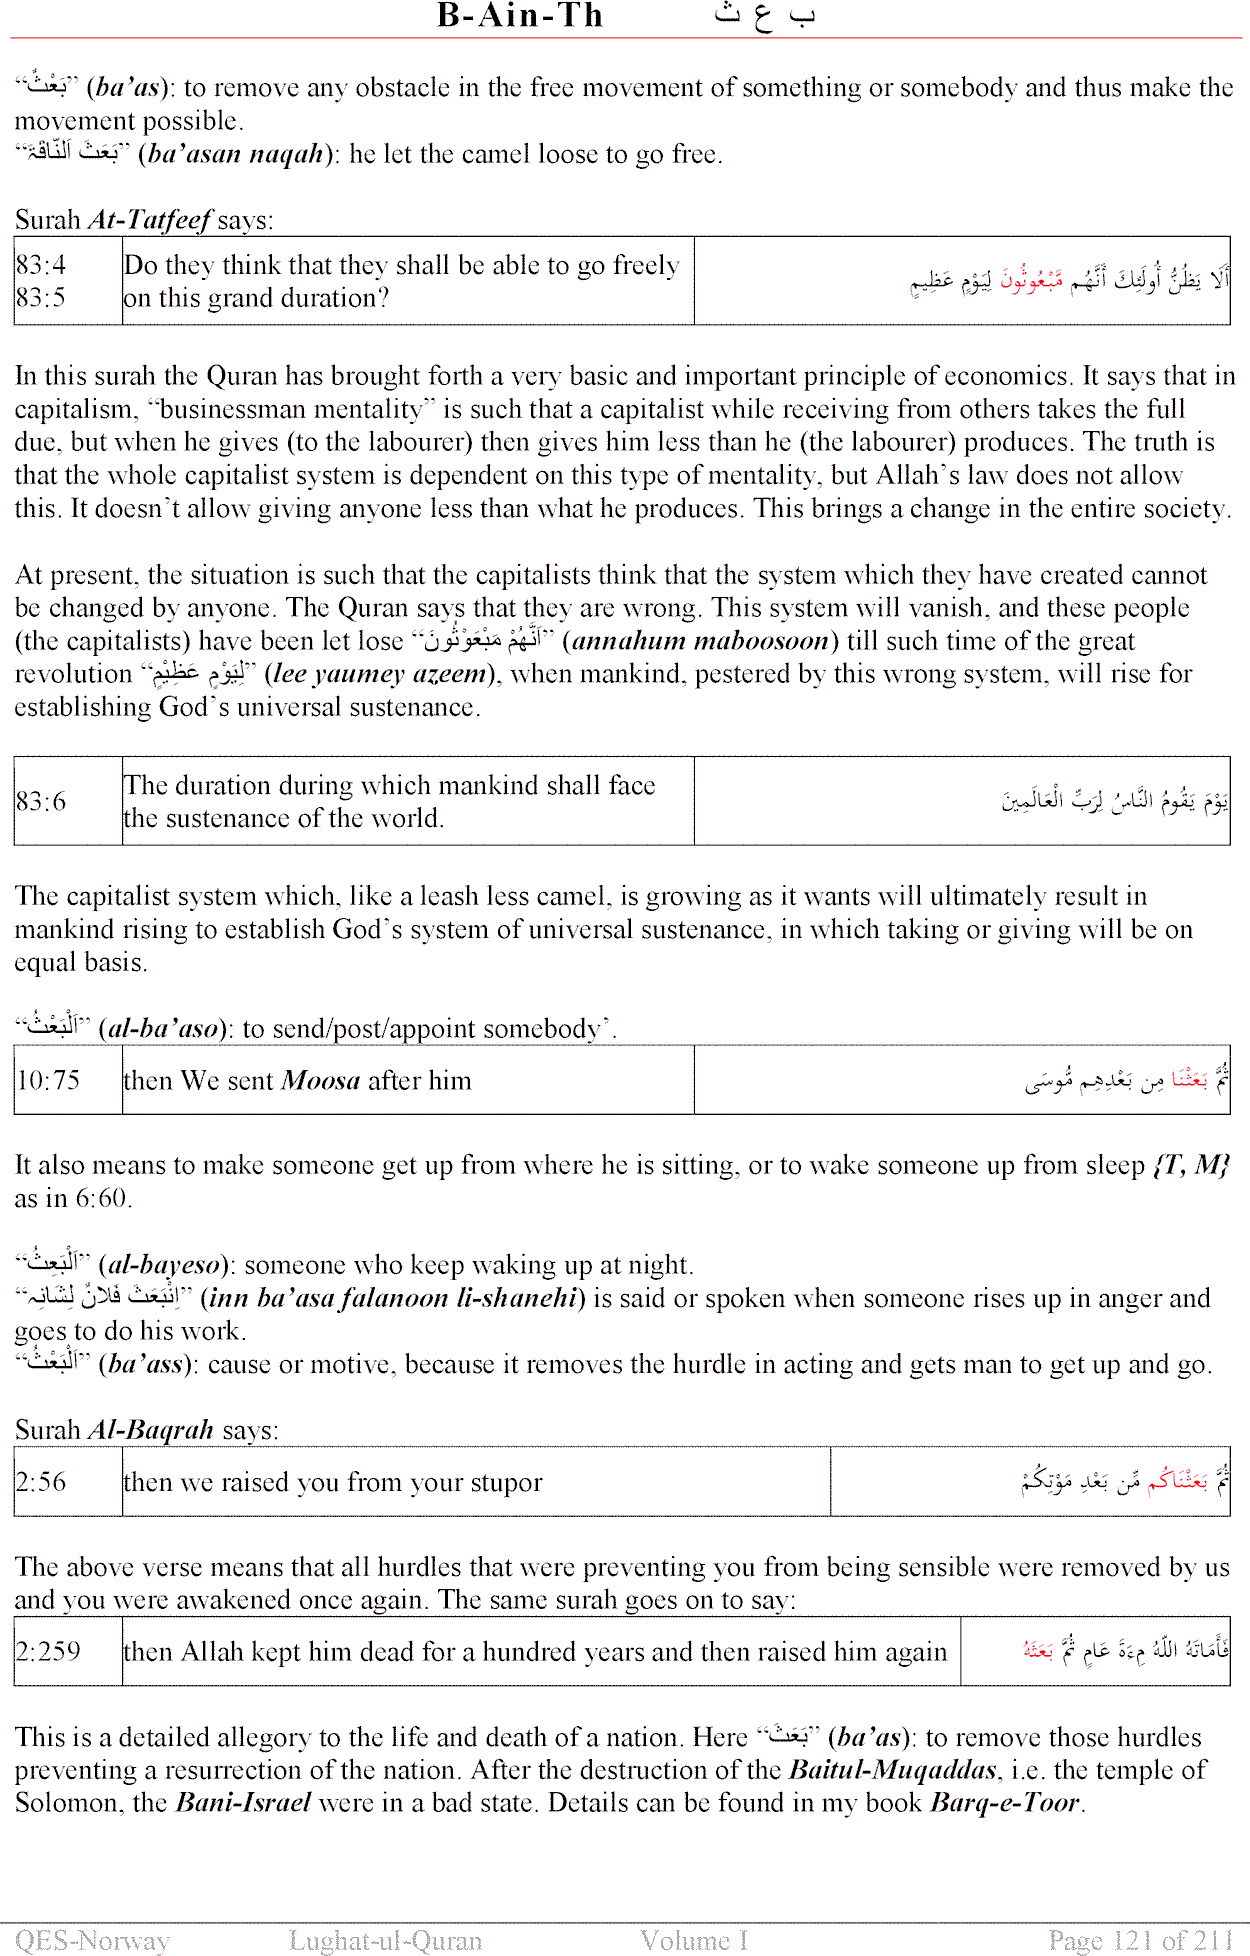 B-Ain-Th ب ع ث
“بَعْثٌ” (ba’as): to remove any obstacle in the free movement of something or somebody and thus make the
movement possible.
“بَعَثَ اَلنَّاقَۃَ” (ba’asan naqah): he let the camel loose to go free.
Surah At-Tatfeef says:
83:4 Do they think that they shall be able to go freely
83:5 on this grand duration?
أَلَا يَظُنُّ أُولَئِكَ أَنَّهُم مَّبْعُوثُونَ لِيَوْمٍ عَظِيمٍ
In this surah the Quran has brought forth a very basic and important principle of economics. It says that in
capitalism, “businessman mentality” is such that a capitalist while receiving from others takes the full
due, but when he gives (to the labourer) then gives him less than he (the labourer) produces. The truth is
that the whole capitalist system is dependent on this type of mentality, but Allah’s law does not allow
this. It doesn’t allow giving anyone less than what he produces. This brings a change in the entire society.
At present, the situation is such that the capitalists think that the system which they have created cannot
be changed by anyone. The Quran says that they are wrong. This system will vanish, and these people
(the capitalists) have been let lose “اَنَّہُمْ مَبْعَوْثُونَ” (annahum maboosoon) till such time of the great
revolution “لِیَوْمٍ عَظِیْمٍ” (lee yaumey azeem), when mankind, pestered by this wrong system, will rise for
establishing God’s universal sustenance.
83:6 The duration during which mankind shall face
the sustenance of the world.
يَوْمَ يَقُومُ النَّاسُ لِرَبِّ الْعَالَمِينَ
The capitalist system which, like a leash less camel, is growing as it wants will ultimately result in
mankind rising to establish God’s system of universal sustenance, in which taking or giving will be on
equal basis.
“اَلْبَعْثُ” (al-ba’aso): to send/post/appoint somebody’.
10:75 then We sent Moosa after him ثُمَّ بَعَثْنَا مِن بَعْدِهِم مُّوسَى
It also means to make someone get up from where he is sitting, or to wake someone up from sleep {T, M}
as in 6:60.
“اَلْبَعِثُ” (al-bayeso): someone who keep waking up at night.
“اِنْبَعَثَ فَلَانٌ لِشَانِہٖ” (inn ba’asa falanoon li-shanehi) is said or spoken when someone rises up in anger and
goes to do his work.
“اَلْبَعْثُ” (ba’ass): cause or motive, because it removes the hurdle in acting and gets man to get up and go.
Surah Al-Baqrah says:
2:56 then we raised you from your stupor ثُمَّ بَعَثْنَاكُم مِّن بَعْدِ مَوْتِكُمْ
The above verse means that all hurdles that were preventing you from being sensible were removed by us
and you were awakened once again. The same surah goes on to say:
2:259 then Allah kept him dead for a hundred years and then raised him again فَأَمَاتَهُ اللّهُ مِئَةَ عَامٍ ثُمَّ بَعَثَهُ
This is a detailed allegory to the life and death of a nation. Here “بَعَثَ” (ba’as): to remove those hurdles
preventing a resurrection of the nation. After the destruction of the Baitul-Muqaddas, i.e. the temple of
Solomon, the Bani-Israel were in a bad state. Details can be found in my book Barq-e-Toor.
QES-Norway Lughat-ul-Quran Volume I Page 121 of 211